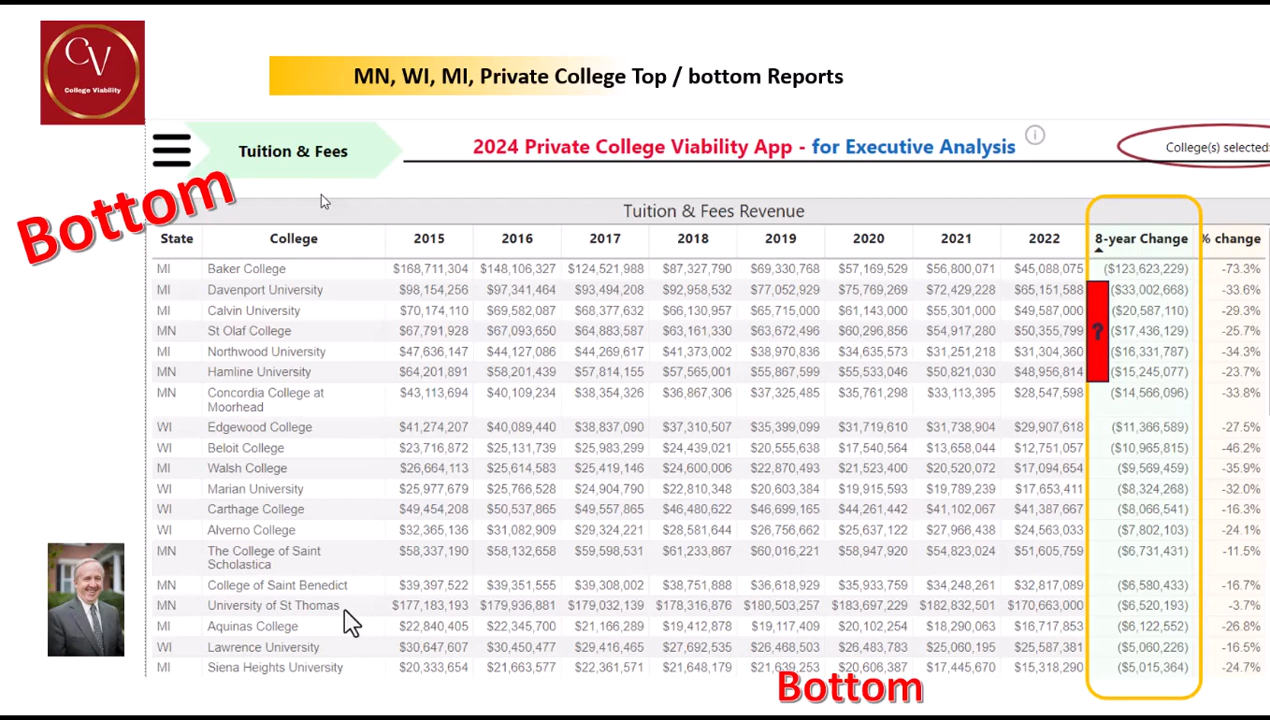 CV
College Viability
MN, WI, MI, Private College Top / bottom Reports
Tuition & Fees
2024 Private College Viability App - for Executive Analysis
i
College(s) selected:
Bottom
Tuition & Fees Revenue
State College 2015 2016 2017 2018 2019 2020 2021 2022 8-year Change % change
MI Baker College $168,711,304 $148,106,327 $124,521,988 $87,327,790 $69,330,768 $57,169,529 $56,800,071 $45,088,075 ($123,623,229) -73.3%
MI Davenport University $98,154,256 $97,341,464 $93,494,208 $92,958,532 $77,052,929 $75,769,269 $72,429,228 $65,151,588 ($33,002,668) -33.6%
MI Calvin University $70,174,110 $69,582,087 $68,377,632 $66,130,957 $65,715,000 $61,143,000 $55,301,000 $49,587,000 ($20,587,110) -29.3%
MN St Olaf College $67,791,928 $67,093,650 $64,883,587 $63,161,330 $63,672,496 $60,296,856 $54,917,280 $50,355,799 ? ($17,436,129) -25.7%
MI Northwood University $47,636,147 $44,127,086 $44,269,617 $41,373,002 $38,970,836 $34,635,573 $31,251,218 $31,304,360 ($16,331,787) -34.3%
MN Hamline University $64,201,891 $58,201,439 $57,814,155 $57,565,001 $55,867,599 $55,533,046 $50,821,030 $48,956,814 ($15,245,077) -23.7%
MN Concordia College at $43,113,694 $40,109,234 $38,354,326 $36,867,306 $37,325,485 $35,761,298 $33,113,395 $28,547,598 ($14,566,096) -33.8%
Moorhead
WI Edgewood College $41,274,207 $40,089,440 $38,837,090 $37,310,507 $35,399,099 $31,719,610 $31,738,904 $29,907,618 ($11,366,589) -27.5%
WI Beloit College $23,716,872 $25,131,739 $25,983,299 $24,439,021 $20,555,638 $17,540,564 $13,658,044 $12,751,057 ($10,965,815) -46.2%
MI Walsh College $26,664,113 $25,614,583 $25,419,146 $24,600,006 $22,870,493 $21,523,400 $20,520,072 $17,094,654 ($9,569,459) -35.9%
WI Marian University $25,977,679 $25,766,528 $24,904,790 $22,810,348 $20,603,384 $19,915,593 $19,789,239 $17,653,411 ($8,324,268) -32.0%
WI Carthage College $49,454,208 $50,537,865 $49,557,865 $46,480,622 $46,699,165 $44,261,442 $41,102,067 $41,387,667 ($8,066,541) -16.3%
WI Alverno College $32,365,136 $31,082,909 $29,324,221 $28,581,644 $26,756,662 $25,637,122 $27,966,438 $24,563,033 ($7,802,103) -24.1%
MN The College of Saint $58,337,190 $58,132,658 $59,598,531 $61,233,867 $60,016,221 $58,947,920 $54,823,024 $51,605,759 ($6,731,431) -11.5%
Scholastica
MN College of Saint Benedict $39,397,522 $39,351,555 $39,308,002 $38,751,888 $36,670,929 $35,933,759 $34,248,261 $32,817,089 ($6,580,433) -16.7%
MN University of St Thomas $177,183,193 $179,936,881 $179,032,139 $178,316,876 $180,503,257 $183,697,229 $182,832,501 $170,663,000 ($6,520,193) -3.7%
MI Aquinas College $22,840,405 $22,345,700 $21,166,289 $19,412,878 $19,117,409 $20,102,254 $18,290,063 $16,717,853 ($6,122,552) -26.8%
WI Lawrence University $30,647,607 $30,450,477 $29,416,465 $27,692,535 $26,468,503 $26,460,783 $25,060,195 $25,587,381 ($5,060,226) -16.5%
MI Siena Heights University $20,333,654 $21,663,577 $22,361,571 $21,648,179 $21,639,253 $20,606,387 $17,445,670 $15,318,290 ($5,015,364) -24.7%
Bottom